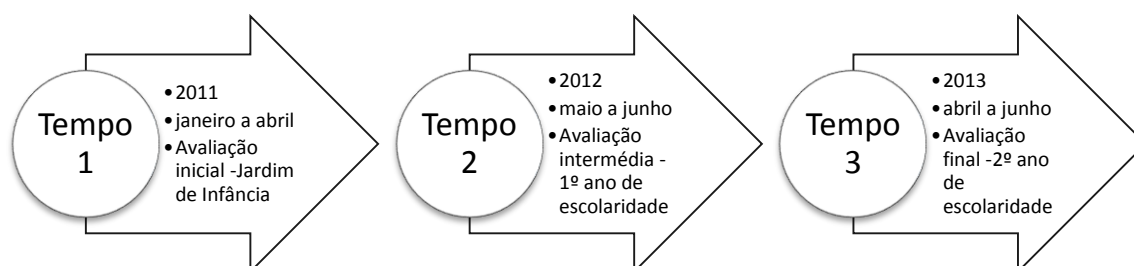 Tempo
1
•2011
•janeiro a abril
•Avaliação
inicial -Jardim
de Infância
Tempo
2
•2012
•maio a junho
•Avaliação
intermédia -
1º ano de
escolaridade
Tempo
3
•2013
•abril a junho
•Avaliação
final -2º ano
de
escolaridade